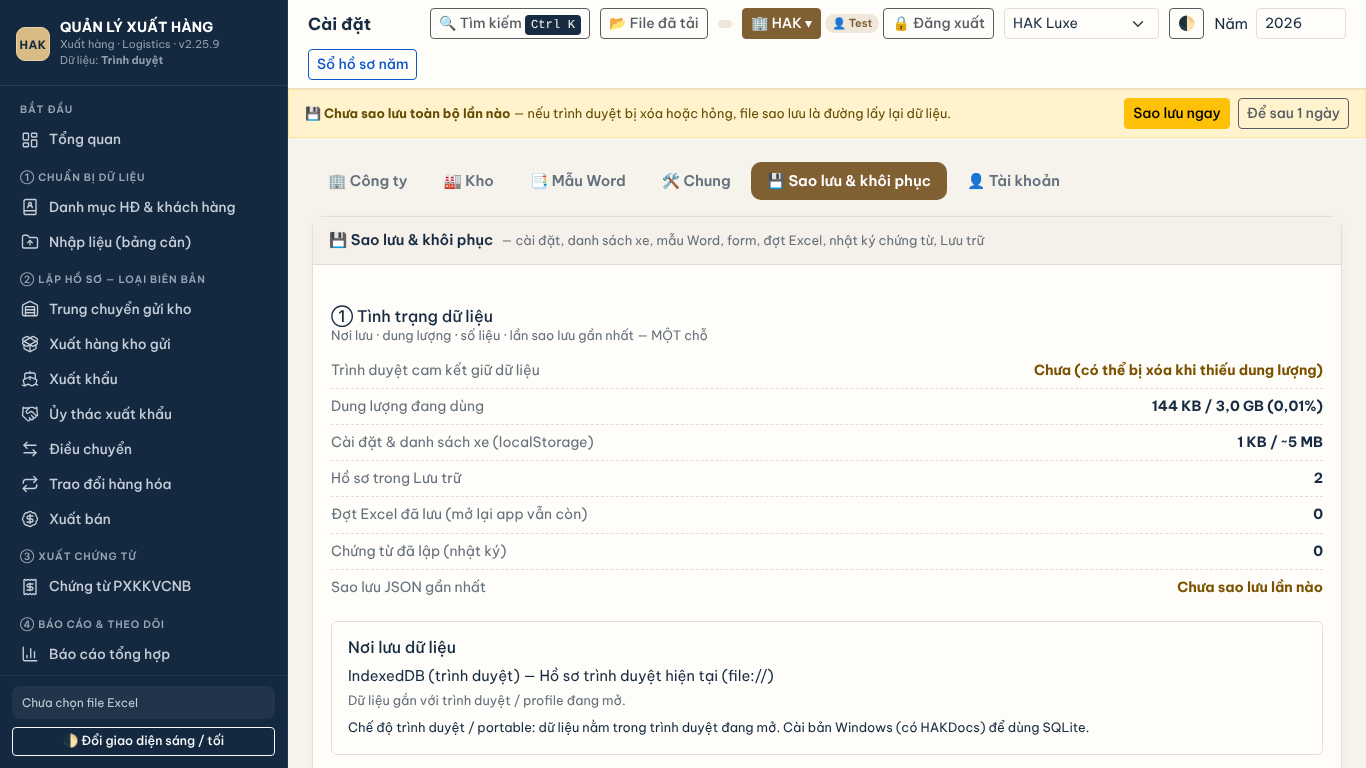 HAK
QUẢN LÝ XUẤT HÀNG
Xuất hàng · Logistics · v2.25.9
Dữ liệu: Trình duyệt
BẮT ĐẦU
Tổng quan
① CHUẨN BỊ DỮ LIỆU
Danh mục HĐ & khách hàng
Nhập liệu (bảng cân)
② LẬP HỒ SƠ — LOẠI BIÊN BẢN
Trung chuyển gửi kho
Xuất hàng kho gửi
Xuất khẩu
Ủy thác xuất khẩu
Điều chuyển
Trao đổi hàng hóa
Xuất bán
③ XUẤT CHỨNG TỪ
Chứng từ PXKKVCNB
④ BÁO CÁO & THEO DÕI
Báo cáo tổng hợp
Chưa chọn file Excel
🌗 Đổi giao diện sáng / tối
Cài đặt
🔍 Tìm kiếm Ctrl K
📂 File đã tải
🏢 HAK ▾
👤 Test
🔒 Đăng xuất
HAK Luxe
🌗
Năm
2026
Sổ hồ sơ năm
💾 Chưa sao lưu toàn bộ lần nào — nếu trình duyệt bị xóa hoặc hỏng, file sao lưu là đường lấy lại dữ liệu.
Sao lưu ngay
Để sau 1 ngày
🏢 Công ty
🏭 Kho
📑 Mẫu Word
🛠️ Chung
💾 Sao lưu & khôi phục
👤 Tài khoản
💾 Sao lưu & khôi phục — cài đặt, danh sách xe, mẫu Word, form, đợt Excel, nhật ký chứng từ, Lưu trữ
① Tình trạng dữ liệu
Nơi lưu · dung lượng · số liệu · lần sao lưu gần nhất — MỘT chỗ
Trình duyệt cam kết giữ dữ liệu
Chưa (có thể bị xóa khi thiếu dung lượng)
Dung lượng đang dùng
144 KB / 3,0 GB (0,01%)
Cài đặt & danh sách xe (localStorage)
1 KB / ~5 MB
Hồ sơ trong Lưu trữ
2
Đợt Excel đã lưu (mở lại app vẫn còn)
0
Chứng từ đã lập (nhật ký)
0
Sao lưu JSON gần nhất
Chưa sao lưu lần nào
Nơi lưu dữ liệu
IndexedDB (trình duyệt) — Hồ sơ trình duyệt hiện tại (file://)
Dữ liệu gắn với trình duyệt / profile đang mở.
Chế độ trình duyệt / portable: dữ liệu nằm trong trình duyệt đang mở. Cài bản Windows (có HAKDocs) để dùng SQLite.